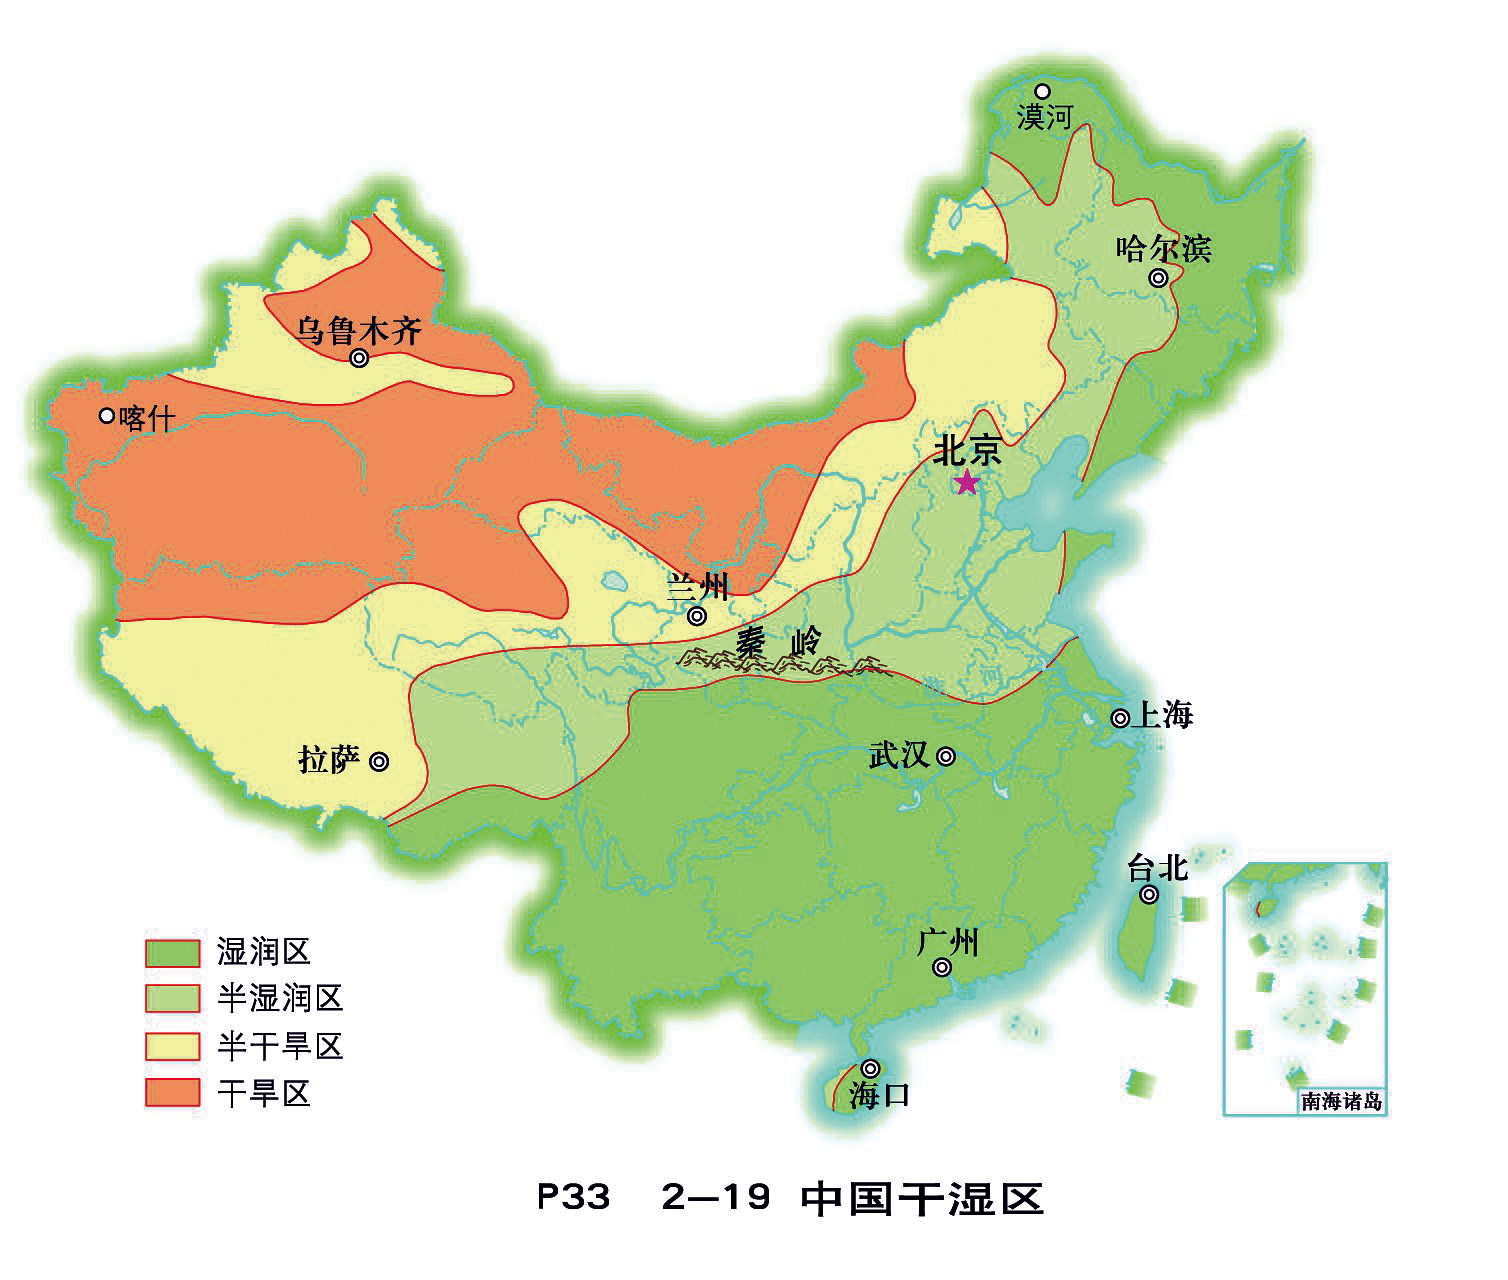 漠河
哈尔滨
乌鲁木齐
喀什
北京
兰州
秦岭
淮河
上海
拉萨
武汉
台北
广州
海口
湿润区
半湿润区
半干旱区
干旱区
南海诸岛
P33 2—19 中国干湿区